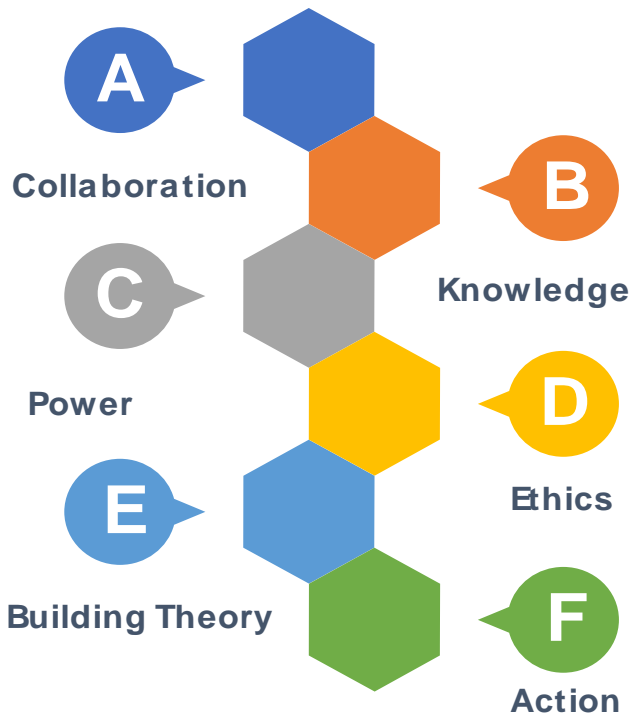 A
Collaboration
B
Knowledge
C
Power
D
Ethics
E
Building Theory
F
Action